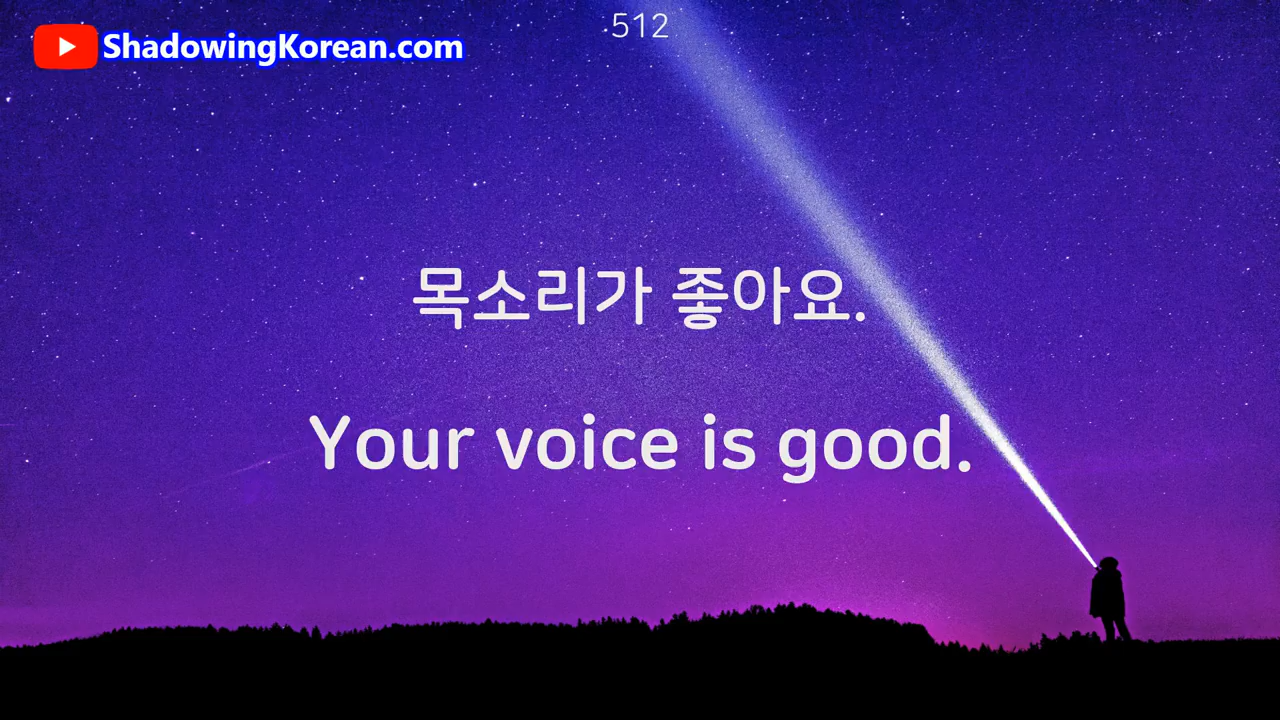 512
ShadowingKorean.com
목소리가 좋아요.
Your voice is good.